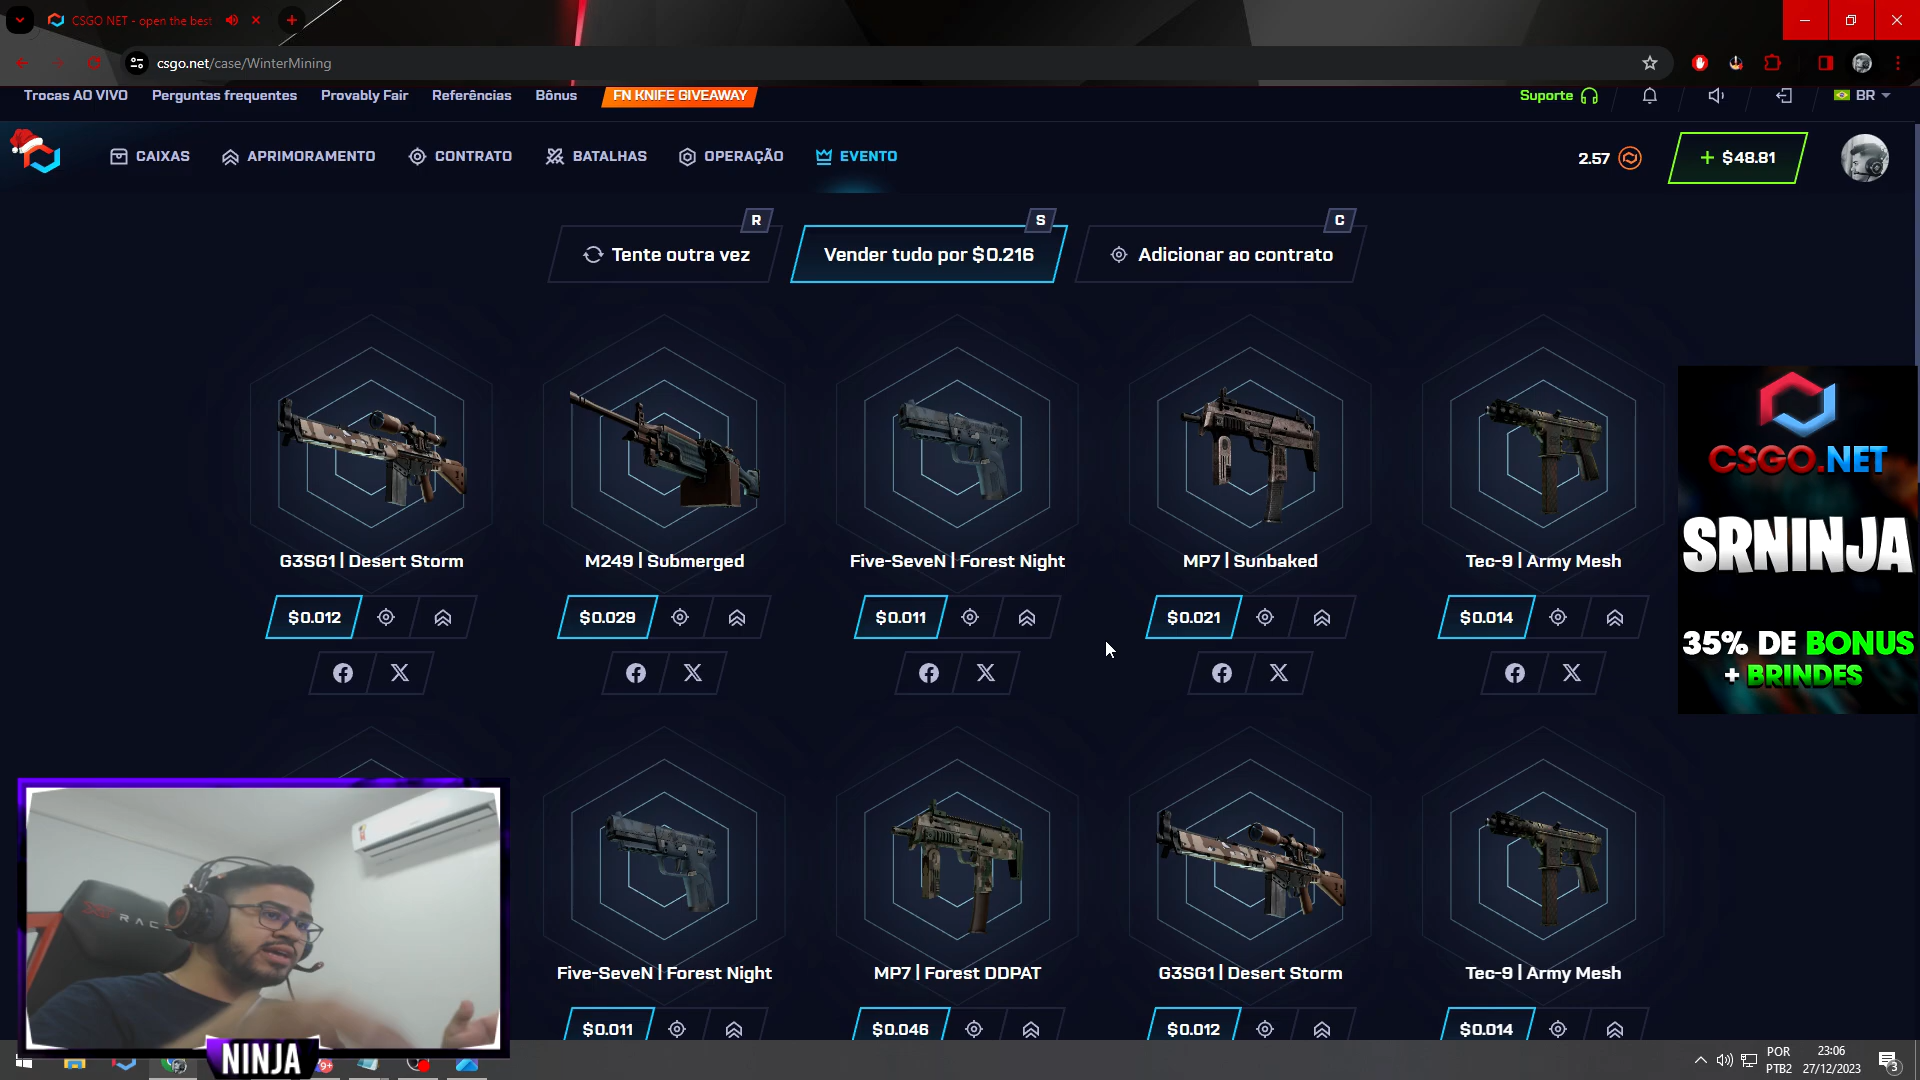 CSGO NET - open the best
csgo.net/case/WinterMining
Trocas AO VIVO
Perguntas frequentes
Provably Fair
Referências
Bônus
FN KNIFE GIVEAWAY
Suporte
BR
CAIXAS
APRIMORAMENTO
CONTRATO
BATALHAS
OPERAÇÃO
EVENTO
2.57
+ $48.81
R
Tente outra vez
S
Vender tudo por $0.216
C
Adicionar ao contrato
G3SG1 | Desert Storm
M249 | Submerged
Five-SeveN | Forest Night
MP7 | Sunbaked
Tec-9 | Army Mesh
$0.012
$0.029
$0.011
$0.021
$0.014
CSGO.NET
SRNINJA
35% DE BONUS
+ BRINDES
Five-SeveN | Forest Night
MP7 | Forest DDPAT
G3SG1 | Desert Storm
Tec-9 | Army Mesh
$0.011
$0.046
$0.012
$0.014
NINJA
9+
POR
PTB2
23:06
27/12/2023
3